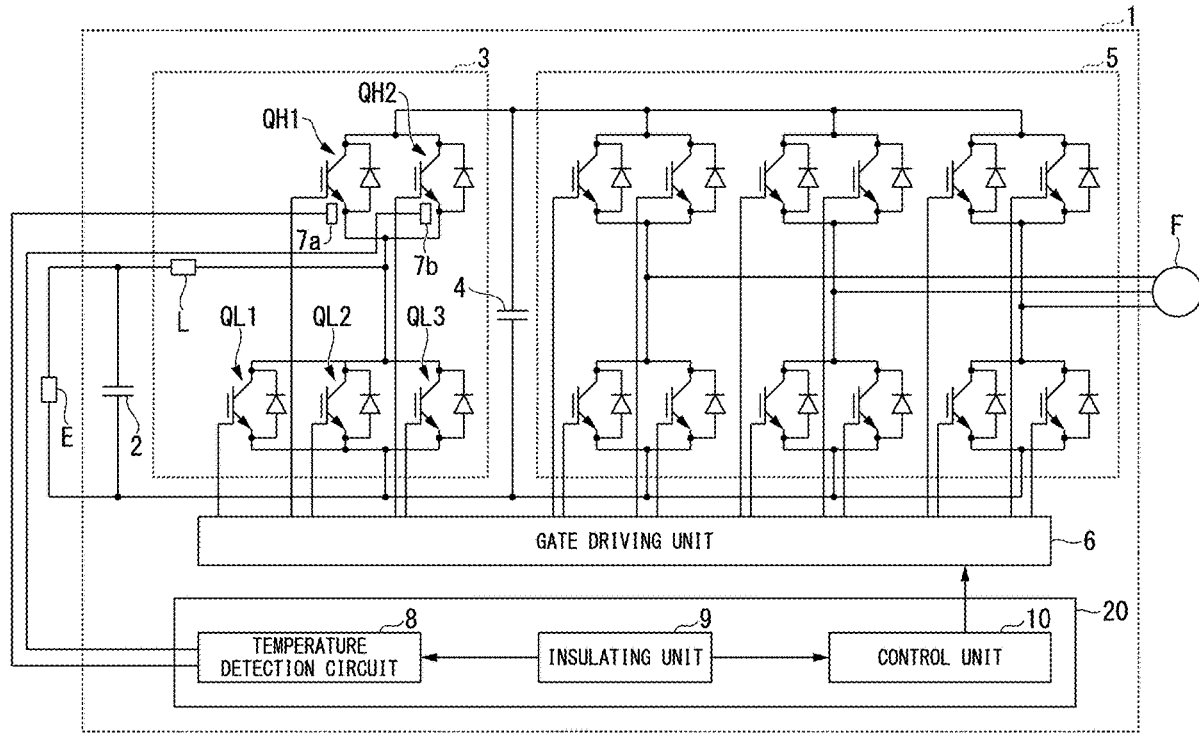 1
3
5
QH1
QH2
7a
7b
F
L
4
QL1
QL2
QL3
E
2
GATE DRIVING UNIT
6
20
8
9
10
TEMPERATURE
DETECTION CIRCUIT
INSULATING UNIT
CONTROL UNIT